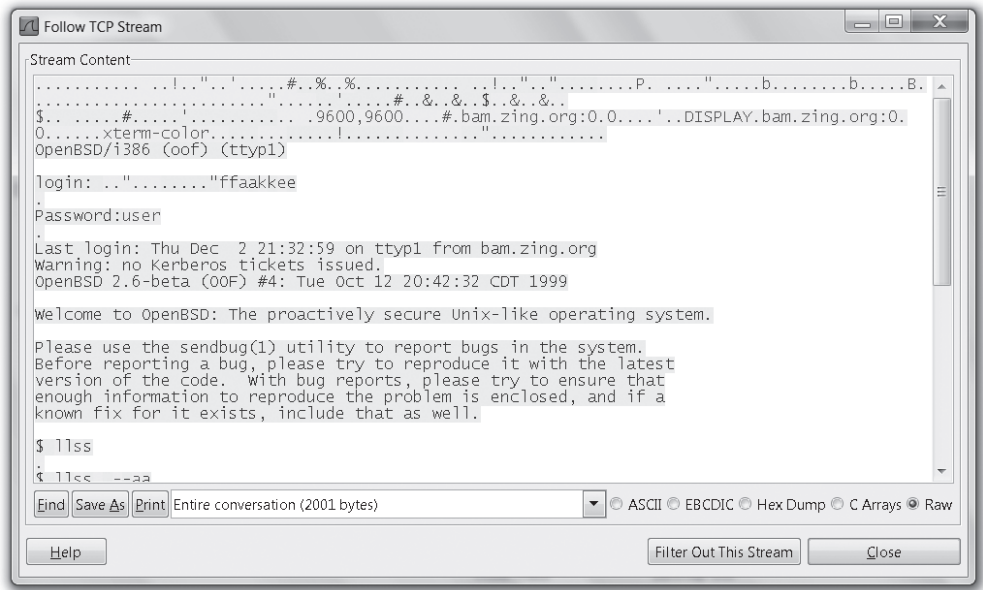 Follow TCP Stream
Stream Content
........... ..!.."..'.....#..%..%........... ..!..".."........P. ....".....b........b.....B.
........................"......'.....#..&..&..$..&..&..
$.. .....#.....'........... .9600,9600....#.bam.zing.org:0.0....'..DISPLAY.bam.zing.org:0.
0......xterm-color.............!..............."............
OpenBSD/i386 (oof) (ttyp1)
login: .."........"ffaakkee
.
Password:user
.
Last login: Thu Dec  2 21:32:59 on ttyp1 from bam.zing.org
Warning: no Kerberos tickets issued.
OpenBSD 2.6-beta (OOF) #4: Tue Oct 12 20:42:32 CDT 1999
Welcome to OpenBSD: The proactively secure Unix-like operating system.
Please use the sendbug(1) utility to report bugs in the system.
Before reporting a bug, please try to reproduce it with the latest
version of the code.  With bug reports, please try to ensure that
enough information to reproduce the problem is enclosed, and if a
known fix for it exists, include that as well.
$ llss
.
$ llss  --aa
Find Save As Print Entire conversation (2001 bytes) ASCII EBCDIC Hex Dump C Arrays Raw
Help Filter Out This Stream Close